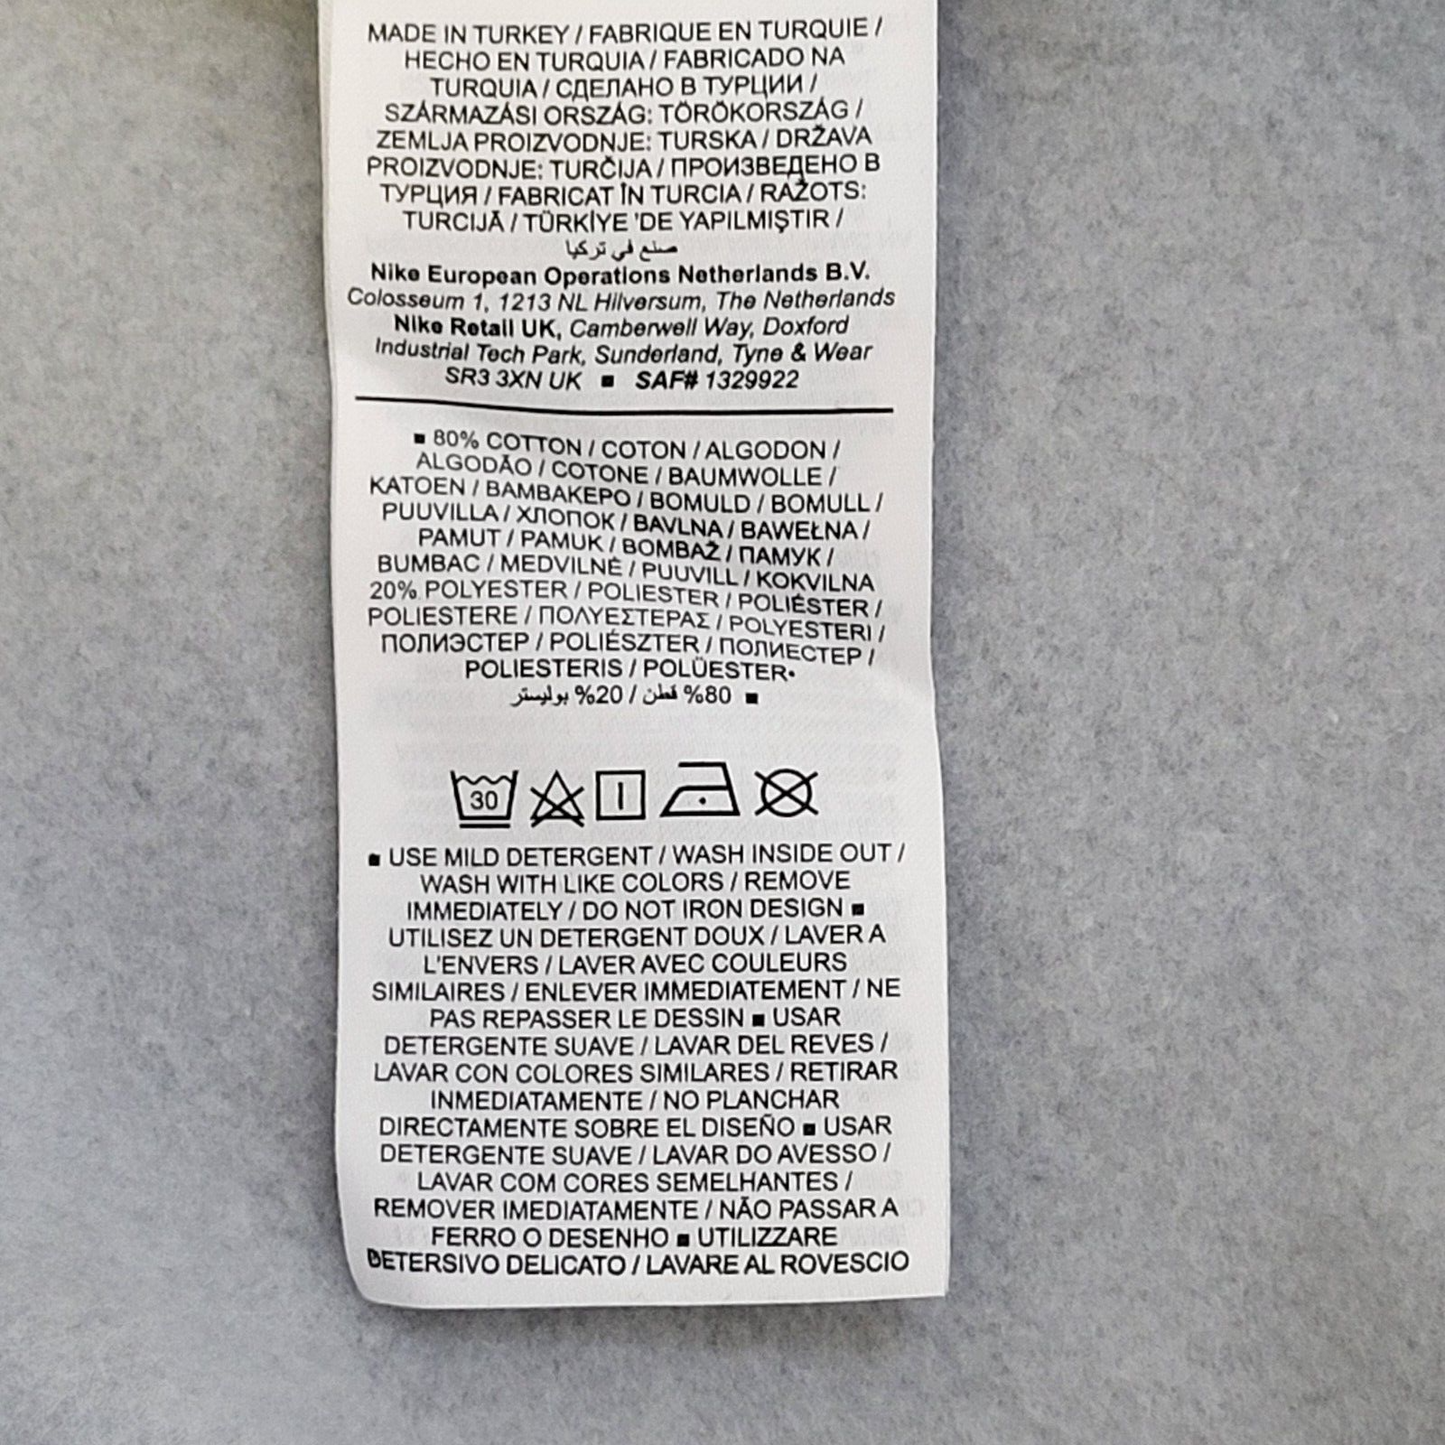 MADE IN TURKEY / FABRIQUE EN TURQUIE /
HECHO EN TURQUIA / FABRICADO NA
TURQUIA / СДЕЛАНО В ТУРЦИИ /
SZÁRMAZÁSI ORSZÁG: TÖRÖKORSZÁG /
ZEMLJA PROIZVODNJE: TURSKA / DRŽAVA
PROIZVODNJE: TURČIJA / ПРОИЗВЕДЕНО В
ТУРЦИЯ / FABRICAT ÎN TURCIA / RAŽOTS:
TURCIJĀ / TÜRKİYE 'DE YAPILMIŞTIR /
صنع في تركيا
Nike European Operations Netherlands B.V.
Colosseum 1, 1213 NL Hilversum, The Netherlands
Nike Retail UK, Camberwell Way, Doxford
Industrial Tech Park, Sunderland, Tyne & Wear
SR3 3XN UK ■ SAF# 1329922
■ 80% COTTON / COTON / ALGODON /
ALGODÃO / COTONE / BAUMWOLLE /
KATOEN / ΒΑΜΒΑΚΕΡΟ / BOMULD / BOMULL /
PUUVILLA / ХЛОПОК / BAVLNA / BAWEŁNA /
PAMUT / PAMUK / BOMBAŽ / ПАМУК /
BUMBAC / MEDVILNĖ / PUUVILL / KOKVILNA
20% POLYESTER / POLIESTER / POLIÉSTER /
POLIESTERE / ΠΟΛΥΕΣΤΕΡΑΣ / POLYESTERI /
ПОЛИЭСТЕР / POLIÉSZTER / ПОЛИЕСТЕР /
POLIESTERIS / POLÜESTER•
■ 80% قطن / 20% بوليستر
30
■ USE MILD DETERGENT / WASH INSIDE OUT /
WASH WITH LIKE COLORS / REMOVE
IMMEDIATELY / DO NOT IRON DESIGN ■
UTILISEZ UN DETERGENT DOUX / LAVER A
L'ENVERS / LAVER AVEC COULEURS
SIMILAIRES / ENLEVER IMMEDIATEMENT / NE
PAS REPASSER LE DESSIN ■ USAR
DETERGENTE SUAVE / LAVAR DEL REVES /
LAVAR CON COLORES SIMILARES / RETIRAR
INMEDIATAMENTE / NO PLANCHAR
DIRECTAMENTE SOBRE EL DISEÑO ■ USAR
DETERGENTE SUAVE / LAVAR DO AVESSO /
LAVAR COM CORES SEMELHANTES /
REMOVER IMEDIATAMENTE / NÃO PASSAR A
FERRO O DESENHO ■ UTILIZZARE
DETERSIVO DELICATO / LAVARE AL ROVESCIO